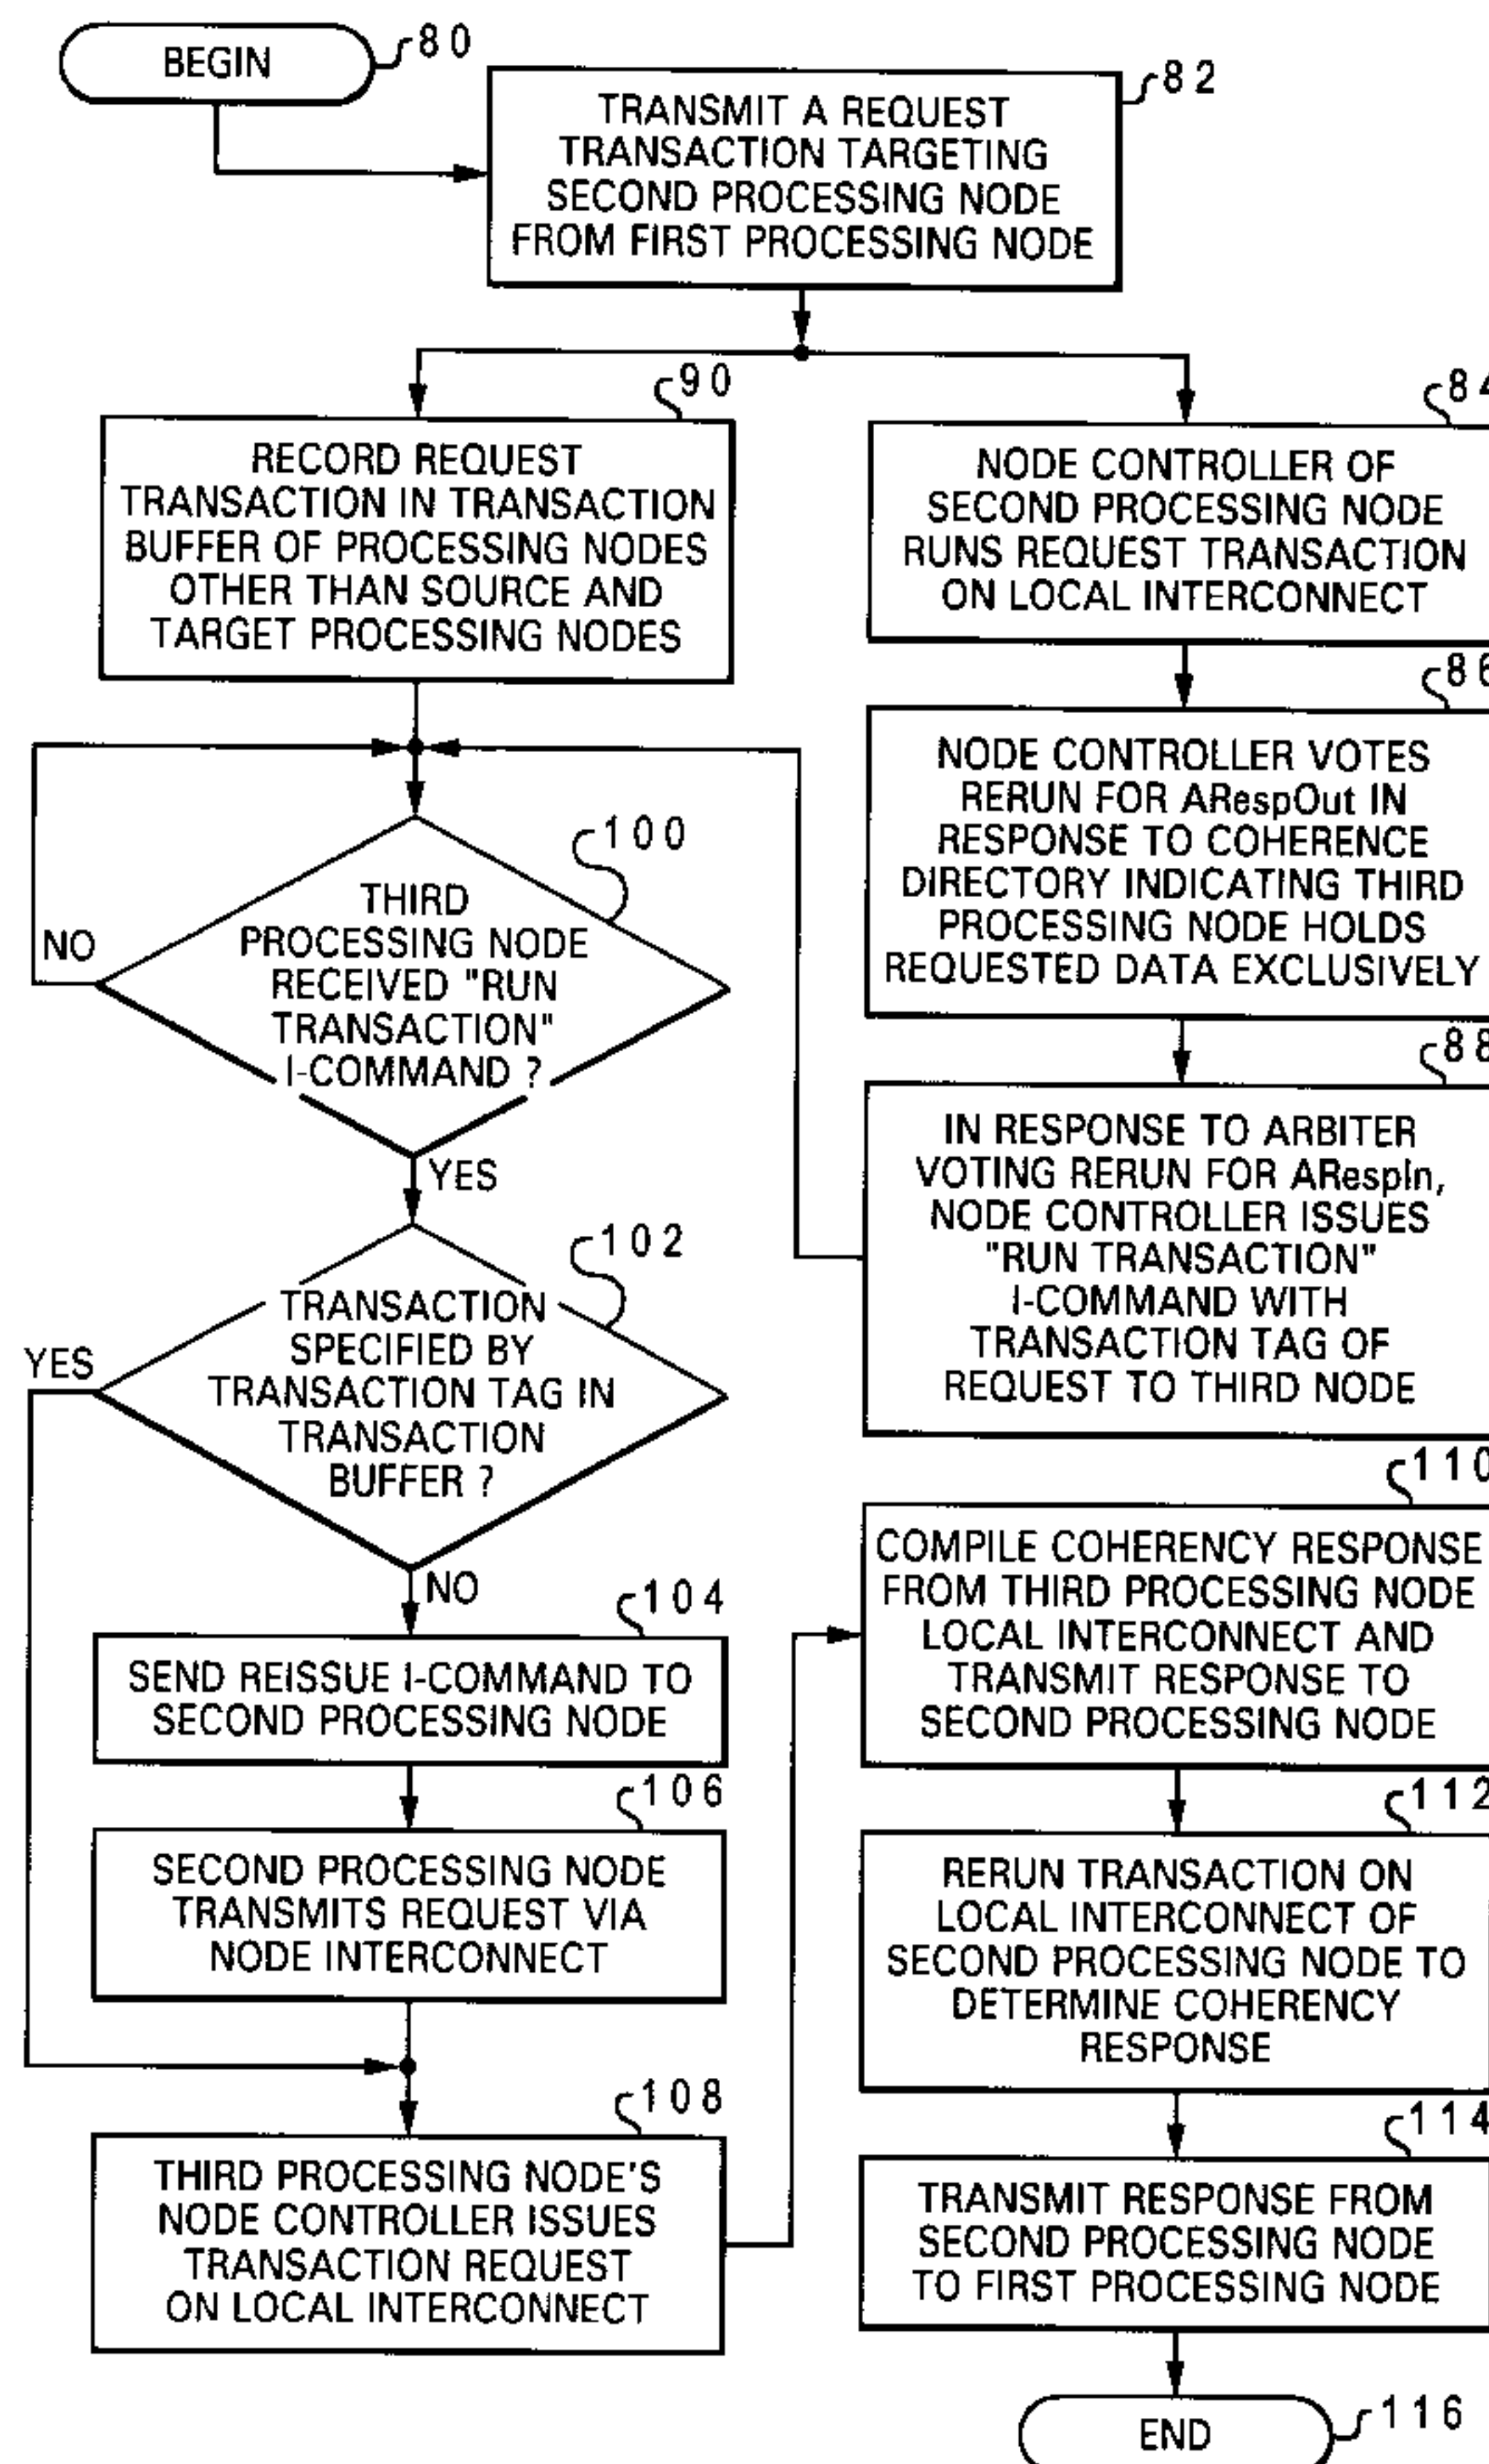 BEGIN
80
82
TRANSMIT A REQUEST
TRANSACTION TARGETING
SECOND PROCESSING NODE
FROM FIRST PROCESSING NODE
90
RECORD REQUEST
TRANSACTION IN TRANSACTION
BUFFER OF PROCESSING NODES
OTHER THAN SOURCE AND
TARGET PROCESSING NODES
84
NODE CONTROLLER OF
SECOND PROCESSING NODE
RUNS REQUEST TRANSACTION
ON LOCAL INTERCONNECT
86
NODE CONTROLLER VOTES
RERUN FOR ARespOut IN
RESPONSE TO COHERENCE
DIRECTORY INDICATING THIRD
PROCESSING NODE HOLDS
REQUESTED DATA EXCLUSIVELY
100
THIRD
PROCESSING NODE
RECEIVED "RUN
TRANSACTION"
I-COMMAND ?
NO
YES
88
IN RESPONSE TO ARBITER
VOTING RERUN FOR ARespIn,
NODE CONTROLLER ISSUES
"RUN TRANSACTION"
I-COMMAND WITH
TRANSACTION TAG OF
REQUEST TO THIRD NODE
102
TRANSACTION
SPECIFIED BY
TRANSACTION TAG IN
TRANSACTION
BUFFER ?
YES
NO
104
SEND REISSUE I-COMMAND TO
SECOND PROCESSING NODE
106
SECOND PROCESSING NODE
TRANSMITS REQUEST VIA
NODE INTERCONNECT
108
THIRD PROCESSING NODE'S
NODE CONTROLLER ISSUES
TRANSACTION REQUEST
ON LOCAL INTERCONNECT
110
COMPILE COHERENCY RESPONSE
FROM THIRD PROCESSING NODE
LOCAL INTERCONNECT AND
TRANSMIT RESPONSE TO
SECOND PROCESSING NODE
112
RERUN TRANSACTION ON
LOCAL INTERCONNECT OF
SECOND PROCESSING NODE TO
DETERMINE COHERENCY
RESPONSE
114
TRANSMIT RESPONSE FROM
SECOND PROCESSING NODE
TO FIRST PROCESSING NODE
END
116